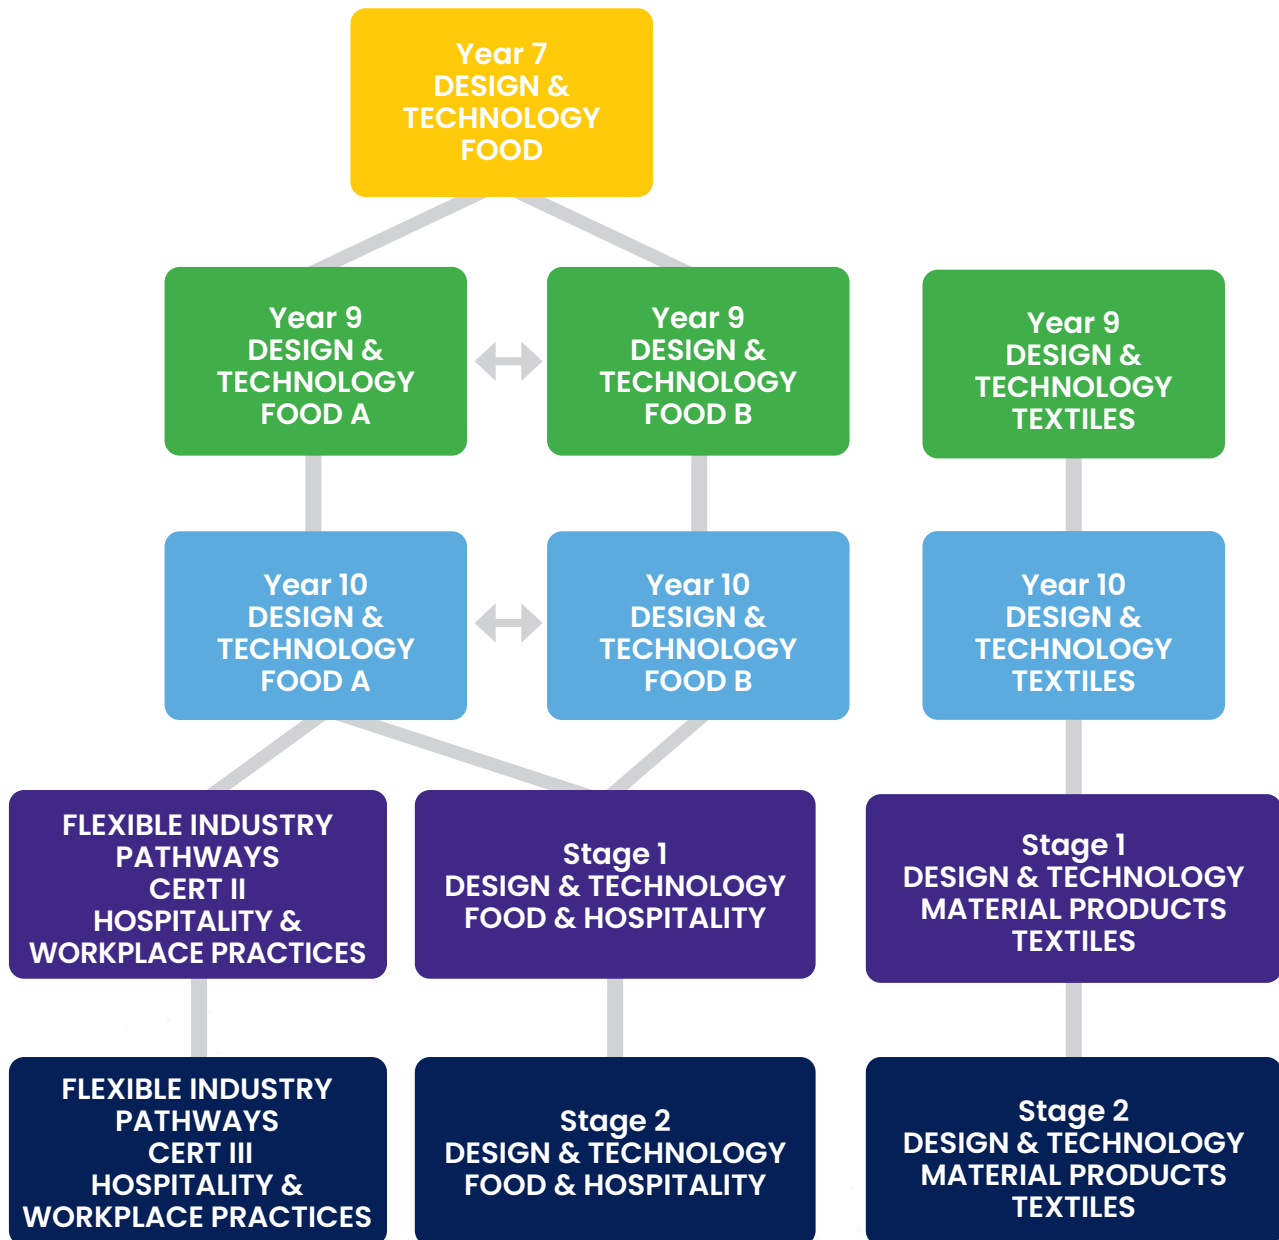 Year 7
DESIGN &
TECHNOLOGY
FOOD
Year 9
DESIGN &
TECHNOLOGY
FOOD A
Year 9
DESIGN &
TECHNOLOGY
FOOD B
Year 9
DESIGN &
TECHNOLOGY
TEXTILES
Year 10
DESIGN &
TECHNOLOGY
FOOD A
Year 10
DESIGN &
TECHNOLOGY
FOOD B
Year 10
DESIGN &
TECHNOLOGY
TEXTILES
FLEXIBLE INDUSTRY
PATHWAYS
CERT II
HOSPITALITY &
WORKPLACE PRACTICES
Stage 1
DESIGN & TECHNOLOGY
FOOD & HOSPITALITY
Stage 1
DESIGN & TECHNOLOGY
MATERIAL PRODUCTS
TEXTILES
FLEXIBLE INDUSTRY
PATHWAYS
CERT III
HOSPITALITY &
WORKPLACE PRACTICES
Stage 2
DESIGN & TECHNOLOGY
FOOD & HOSPITALITY
Stage 2
DESIGN & TECHNOLOGY
MATERIAL PRODUCTS
TEXTILES